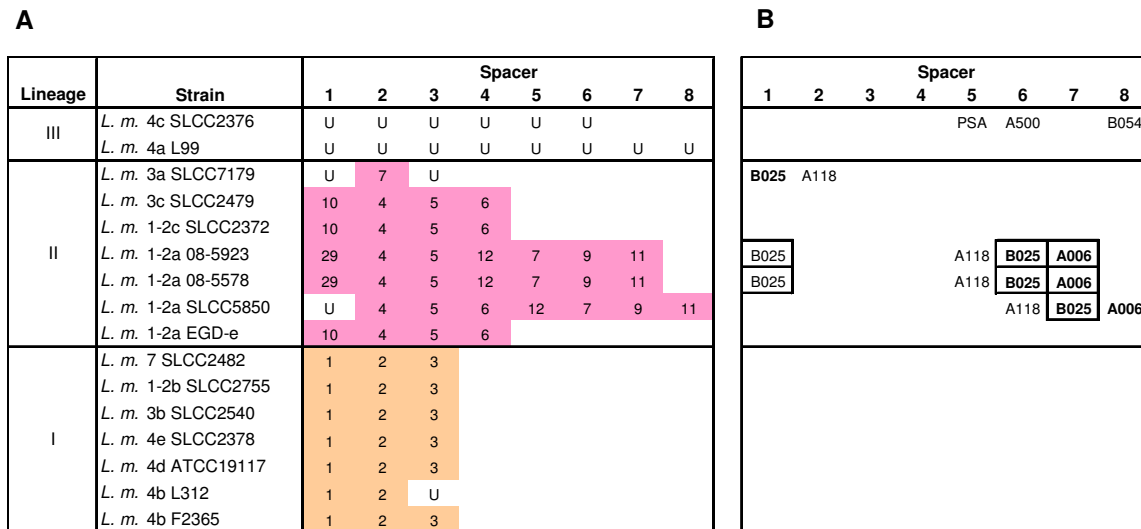 A B
Spacer Spacer
Lineage Strain 1 2 3 4 5 6 7 8 1 2 3 4 5 6 7 8
III L. m. 4c SLCC2376 U U U U U U PSA A500 B054
L. m. 4a L99 U U U U U U U U
L. m. 3a SLCC7179 U 7 U B025 A118
L. m. 3c SLCC2479 10 4 5 6
L. m. 1-2c SLCC2372 10 4 5 6
II L. m. 1-2a 08-5923 29 4 5 12 7 9 11 B025 A118 B025 A006
L. m. 1-2a 08-5578 29 4 5 12 7 9 11 B025 A118 B025 A006
L. m. 1-2a SLCC5850 U 4 5 6 12 7 9 11 A118 B025 A006
L. m. 1-2a EGD-e 10 4 5 6
L. m. 7 SLCC2482 1 2 3
L. m. 1-2b SLCC2755 1 2 3
L. m. 3b SLCC2540 1 2 3
I L. m. 4e SLCC2378 1 2 3
L. m. 4d ATCC19117 1 2 3
L. m. 4b L312 1 2 U
L. m. 4b F2365 1 2 3